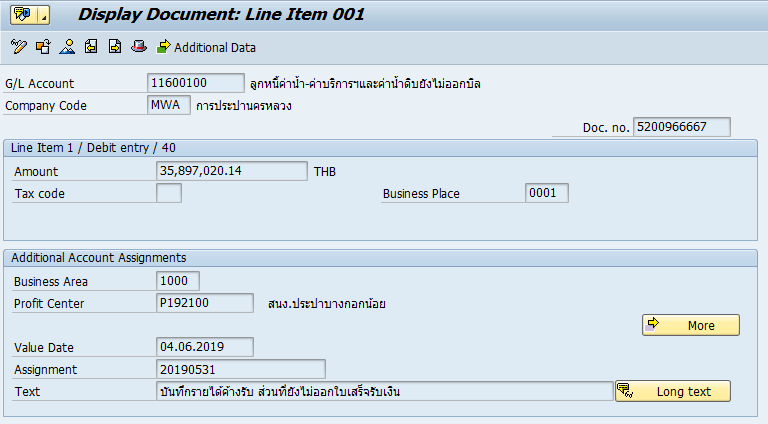 Display Document: Line Item 001
Additional Data
G/L Account 11600100 ลูกหนี้ค่าน้ำ-ค่าบริการฯและค่าน้ำดิบยังไม่ออกบิล
Company Code MWA การประปานครหลวง
Doc. no. 5200966667
Line Item 1 / Debit entry / 40
Amount 35,897,020.14 THB
Tax code Business Place 0001
Additional Account Assignments
Business Area 1000
Profit Center P192100 สนง.ประปาบางกอกน้อย
More
Value Date 04.06.2019
Assignment 20190531
Text บันทึกรายได้ค้างรับ ส่วนที่ยังไม่ออกใบเสร็จรับเงิน Long text